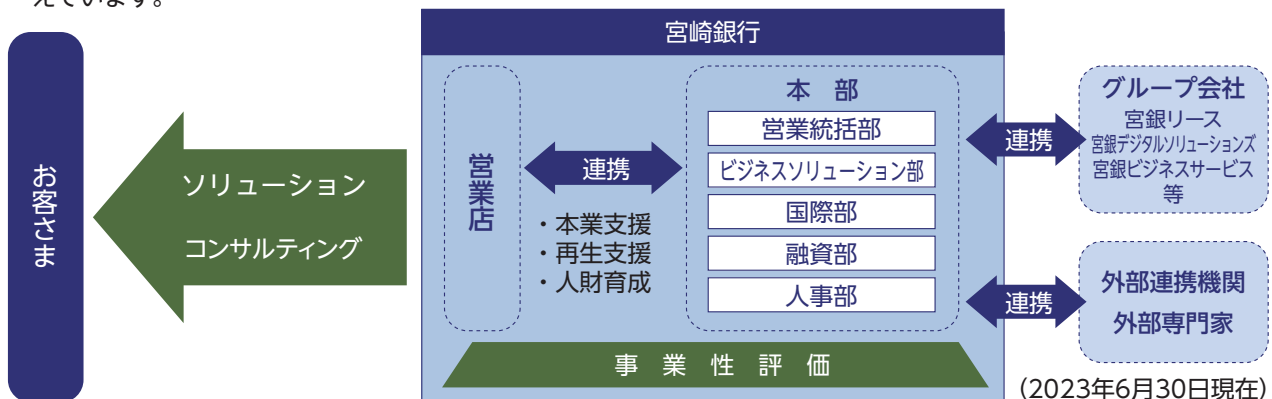 えています。
お客さま
ソリューション
コンサルティング
宮崎銀行
営業店
連携
・本業支援
・再生支援
・人財育成
本 部
営業統括部
ビジネスソリューション部
国際部
融資部
人事部
事 業 性 評 価
連携
グループ会社
宮銀リース
宮銀デジタルソリューションズ
宮銀ビジネスサービス
等
連携
外部連携機関
外部専門家
(2023年6月30日現在)